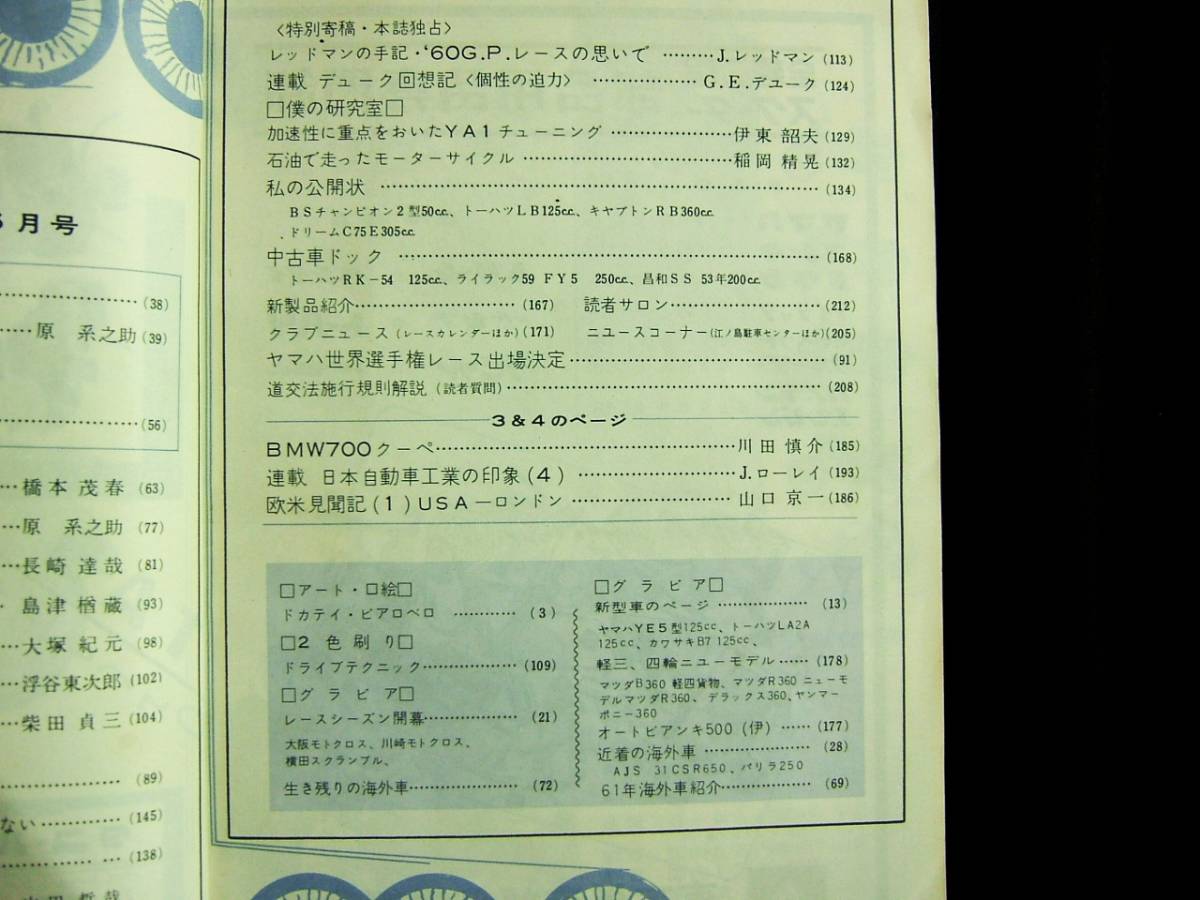 月号
(38)
原 系之助 (39)
(56)
橋本 茂春 (63)
原 系之助 (77)
長崎 達哉 (81)
島津 楢蔵 (93)
大塚 紀元 (98)
浮谷東次郎 (102)
柴田 貞三 (104)
(89)
ない………… (145)
(138)
〈特別寄稿・本誌独占〉
レッドマンの手記・'60G.P.レースの思いで ………J.レッドマン (113)
連載 デューク回想記〈個性の迫力〉 ………………G.E.デューク (124)
□僕の研究室□
加速性に重点をおいたYA1チューニング …………………伊東 韶夫 (129)
石油で走ったモーターサイクル ………………………………稲岡 精晃 (132)
私の公開状 ……………………………………………………………… (134)
BSチャンピオン2型50c.c.、トーハツLB125c.c.、キャブトンRB360c.c.
ドリームC75E305c.c.
中古車ドック ……………………………………………………………… (168)
トーハツRK-54 125c.c.、ライラック59 FY5 250c.c.、昌和SS 53年200c.c.
新製品紹介……………………… (167) 読者サロン……………………… (212)
クラブニュース (レースカレンダーほか) (171) ニユースコーナー (江ノ島駐車センターほか) (205)
ヤマハ世界選手権レース出場決定…………………………………… (91)
道交法施行規則解説 (読者質問) ……………………………………………… (208)
3&4のページ
BMW700クーペ…………………………………………川田 慎介 (185)
連載 日本自動車工業の印象(4) ……………………J.ローレイ (193)
欧米見聞記(1)USA—ロンドン ……………………山口 京一 (186)
□アート・口絵□
ドカテイ・ビアロベロ ………… (3)
□2色刷り□
ドライブテクニック……………… (109)
□グラビア□
レースシーズン開幕……………… (21)
大阪モトクロス、川崎モトクロス、
横田スクランブル、
生き残りの海外車………………… (72)
□グラビア□
新型車のページ ……………… (13)
ヤマハYE5型125cc、トーハツLA2A
125cc、カワサキB7 125cc、
軽三、四輪ニユーモデル …… (178)
マツダB360 軽四貨物、マツダR360 ニューモ
デルマツダR360、デラックス360、ヤンマー
ポニー360
オートビアンキ500(伊) …… (177)
近着の海外車 ………………… (28)
AJS 31CSR650、パリラ250
61年海外車紹介……………… (69)